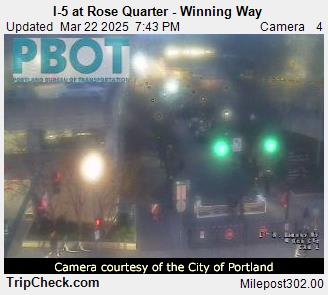 I-5 at Rose Quarter - Winning Way
Updated Mar 22 2025 7:43 PM Camera 4
PBOT
PORTLAND BUREAU OF TRANSPORTATION
Camera courtesy of the City of Portland
TripCheck.com Milepost302.00